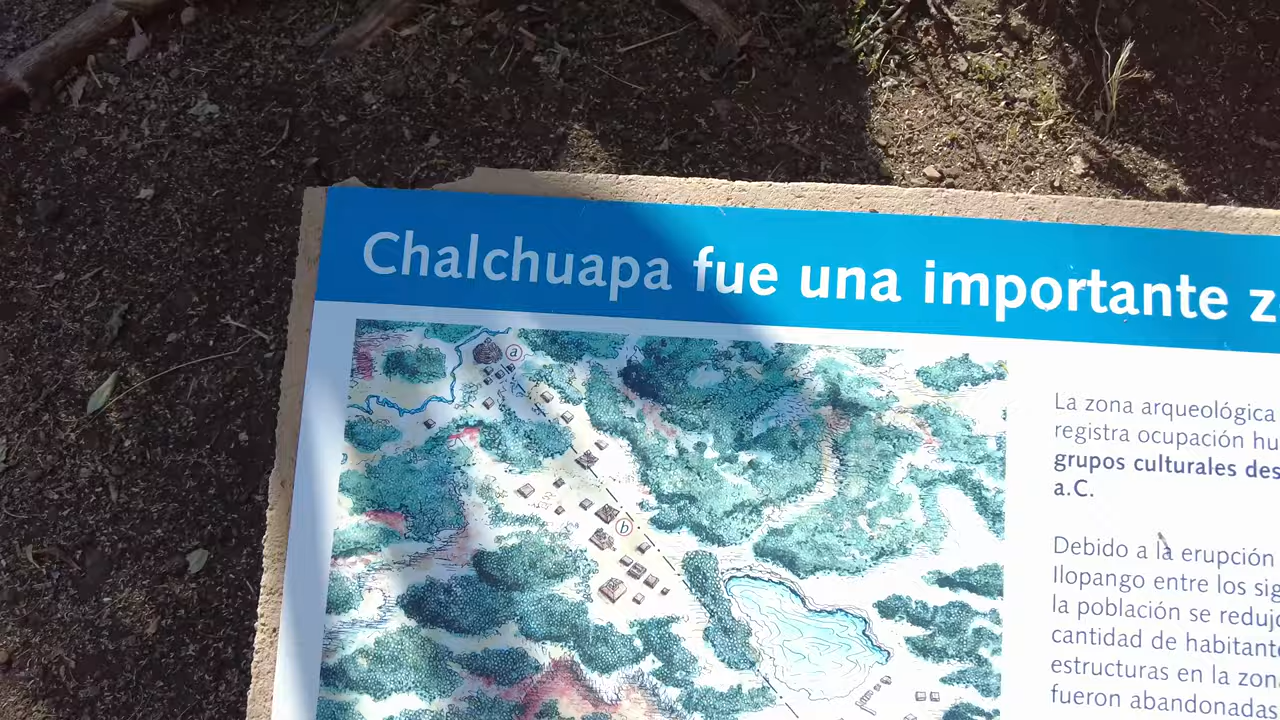 Chalchuapa fue una importante z
a
b
La zona arqueológica
registra ocupación hu
grupos culturales des
a.C.
Debido a la erupción
Ilopango entre los sig
la población se redujo
cantidad de habitante
estructuras en la zona
fueron abandonadas